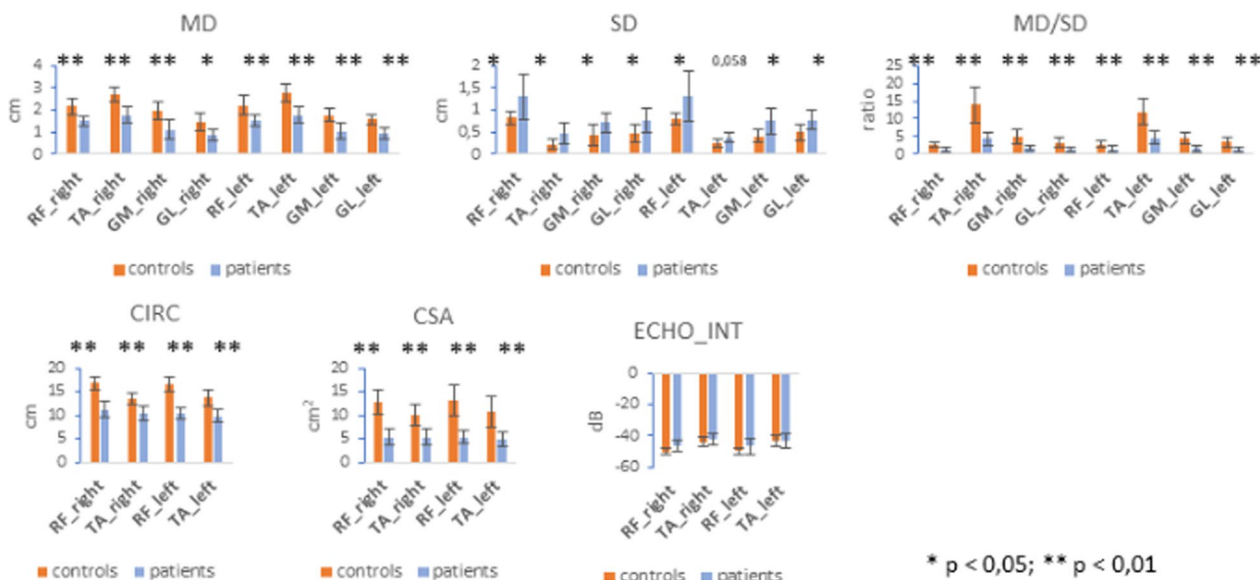 MD
** ** ** * ** ** ** **
4
3
2
1
0
cm
RF_right TA_right GM_right GL_right RF_left TA_left GM_left GL_left
controls patients
SD
* * * * * 0,058 * *
2
1,5
1
0,5
0
cm
RF_right TA_right GM_right GL_right RF_left TA_left GM_left GL_left
controls patients
MD/SD
** ** ** ** ** ** ** **
25
20
15
10
5
0
ratio
RF_right TA_right GM_right GL_right RF_left TA_left GM_left GL_left
controls patients
CIRC
** ** ** **
20
15
10
5
0
cm
RF_right TA_right RF_left TA_left
controls patients
CSA
** ** ** **
20
15
10
5
0
cm²
RF_right TA_right RF_left TA_left
controls patients
ECHO_INT
0
-20
-40
-60
dB
RF_right TA_right RF_left TA_left
controls patients
* p < 0,05; ** p < 0,01